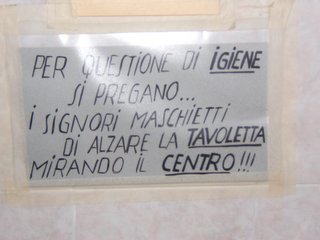 PER QUESTIONE DI IGIENE
SI PREGANO...
I SIGNORI MASCHIETTI
DI ALZARE LA TAVOLETTA
MIRANDO IL CENTRO!!!